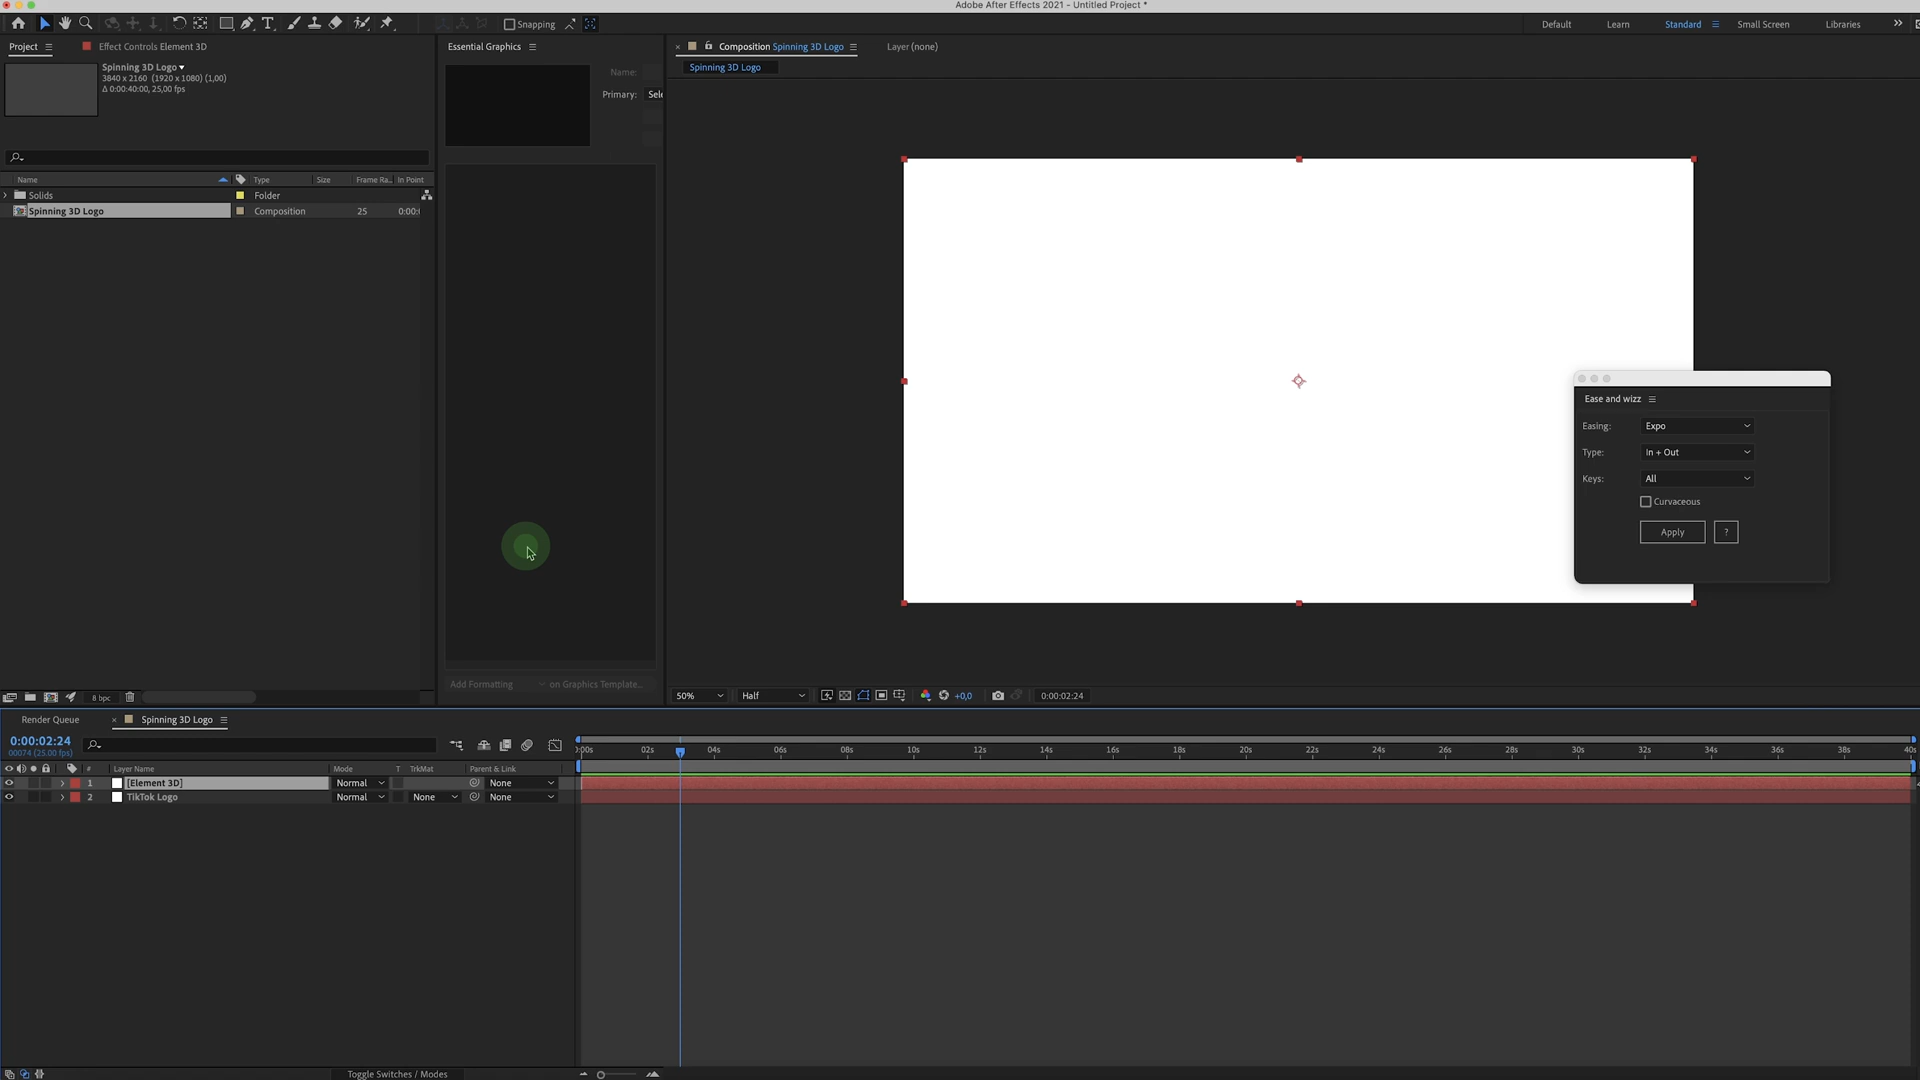 Adobe After Effects 2021 - Untitled Project *
Snapping
Default
Learn
Standard
Small Screen
Libraries
Project
Effect Controls Element 3D
Essential Graphics
Composition Spinning 3D Logo
Layer (none)
Spinning 3D Logo
3840 x 2160 (1920 x 1080) (1,00)
Δ 0:00:40:00, 25,00 fps
Name:
Primary: Sele
Spinning 3D Logo
Name Type Size Frame Ra.. In Point
Solids Folder
Spinning 3D Logo Composition 25 0:00:
Ease and wizz
Easing: Expo
Type: In + Out
Keys: All
Curvaceous
Apply ?
Add Formatting on Graphics Template..
8 bpc
50% Half +0,0 0:00:02:24
Render Queue
Spinning 3D Logo
0:00:02:24
00074 (25.00 fps)
):00s 02s 04s 06s 08s 10s 12s 14s 16s 18s 20s 22s 24s 26s 28s 30s 32s 34s 36s 38s 40s
# Layer Name Mode T TrkMat Parent & Link
1 [Element 3D] Normal None
2 TikTok Logo Normal None None
Toggle Switches / Modes